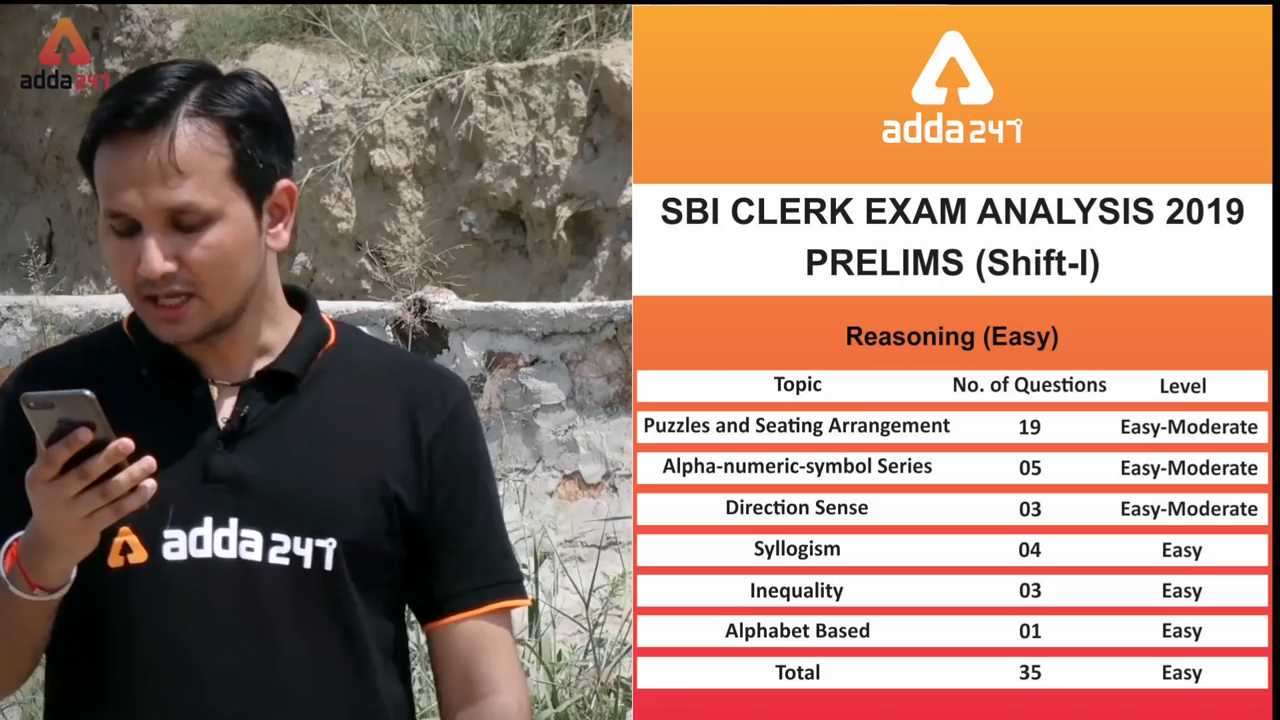 adda247
adda247
adda247
SBI CLERK EXAM ANALYSIS 2019
PRELIMS (Shift-I)
Reasoning (Easy)
Topic No. of Questions Level
Puzzles and Seating Arrangement 19 Easy-Moderate
Alpha-numeric-symbol Series 05 Easy-Moderate
Direction Sense 03 Easy-Moderate
Syllogism 04 Easy
Inequality 03 Easy
Alphabet Based 01 Easy
Total 35 Easy